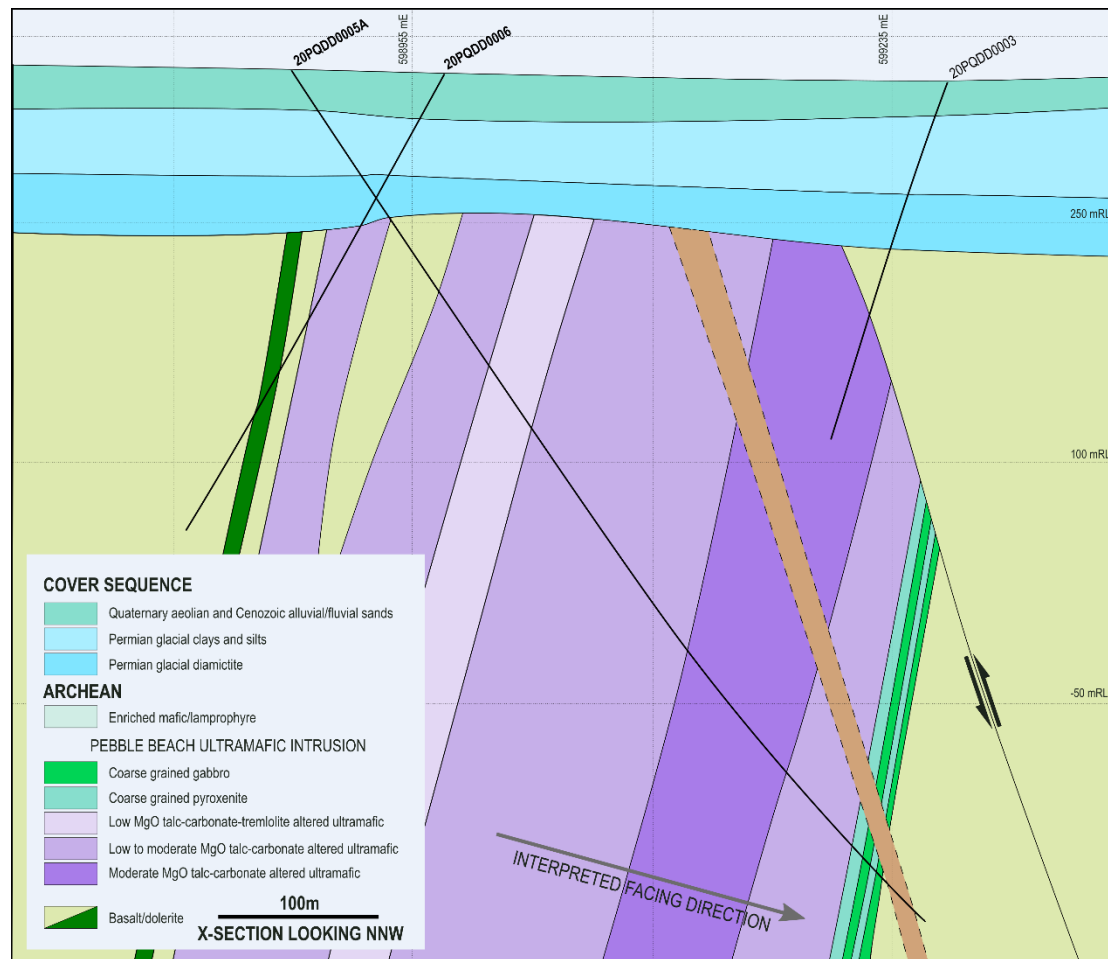 20PQDD0005A
598955 mE
20PQDD0006
599235 mE
20PQDD0003
250 mRL
100 mRL
-50 mRL
COVER SEQUENCE
Quaternary aeolian and Cenozoic alluvial/fluvial sands
Permian glacial clays and silts
Permian glacial diamictite
ARCHEAN
Enriched mafic/lamprophyre
PEBBLE BEACH ULTRAMAFIC INTRUSION
Coarse grained gabbro
Coarse grained pyroxenite
Low MgO talc-carbonate-tremlolite altered ultramafic
Low to moderate MgO talc-carbonate altered ultramafic
Moderate MgO talc-carbonate altered ultramafic
Basalt/dolerite
100m
X-SECTION LOOKING NNW
INTERPRETED FACING DIRECTION